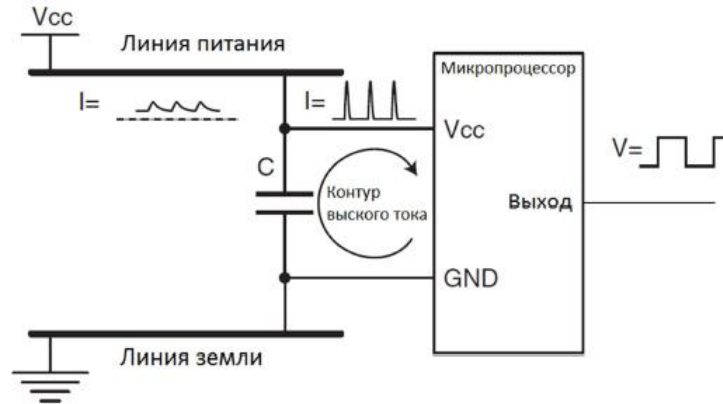 Vcc
Линия питания
I=
I=
Микропроцессор
Vcc
V=
C
Контур
выского тока
Выход
GND
Линия земли